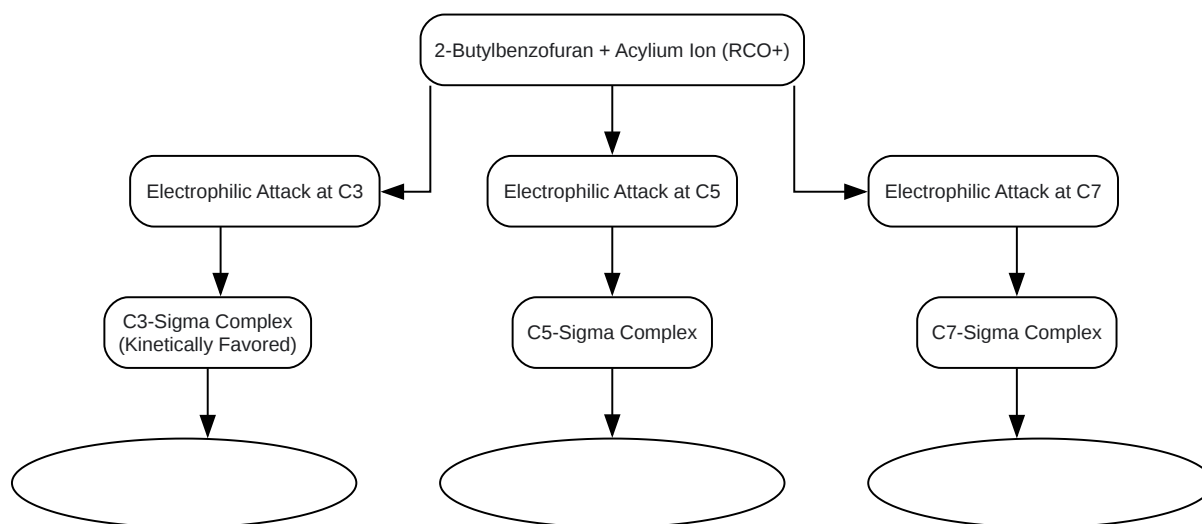 2-Butylbenzofuran + Acylium Ion (RCO+)
Electrophilic Attack at C3
Electrophilic Attack at C5
Electrophilic Attack at C7
C3-Sigma Complex
(Kinetically Favored)
C5-Sigma Complex
C7-Sigma Complex